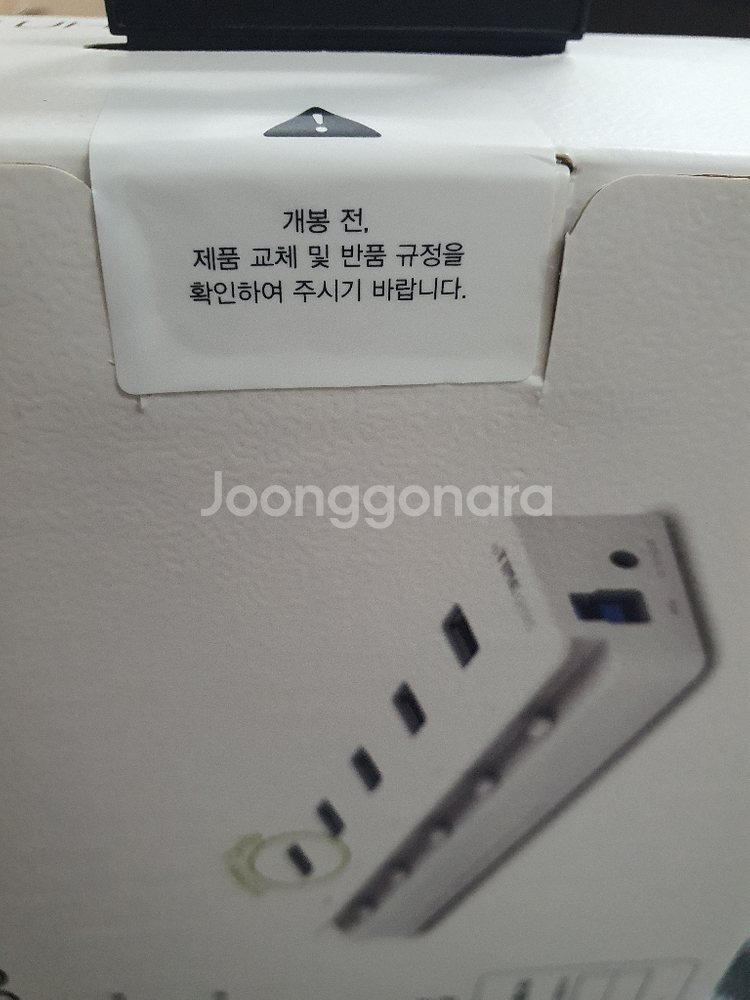 개봉 전,
제품 교체 및 반품 규정을
확인하여 주시기 바랍니다.
Joonggonara